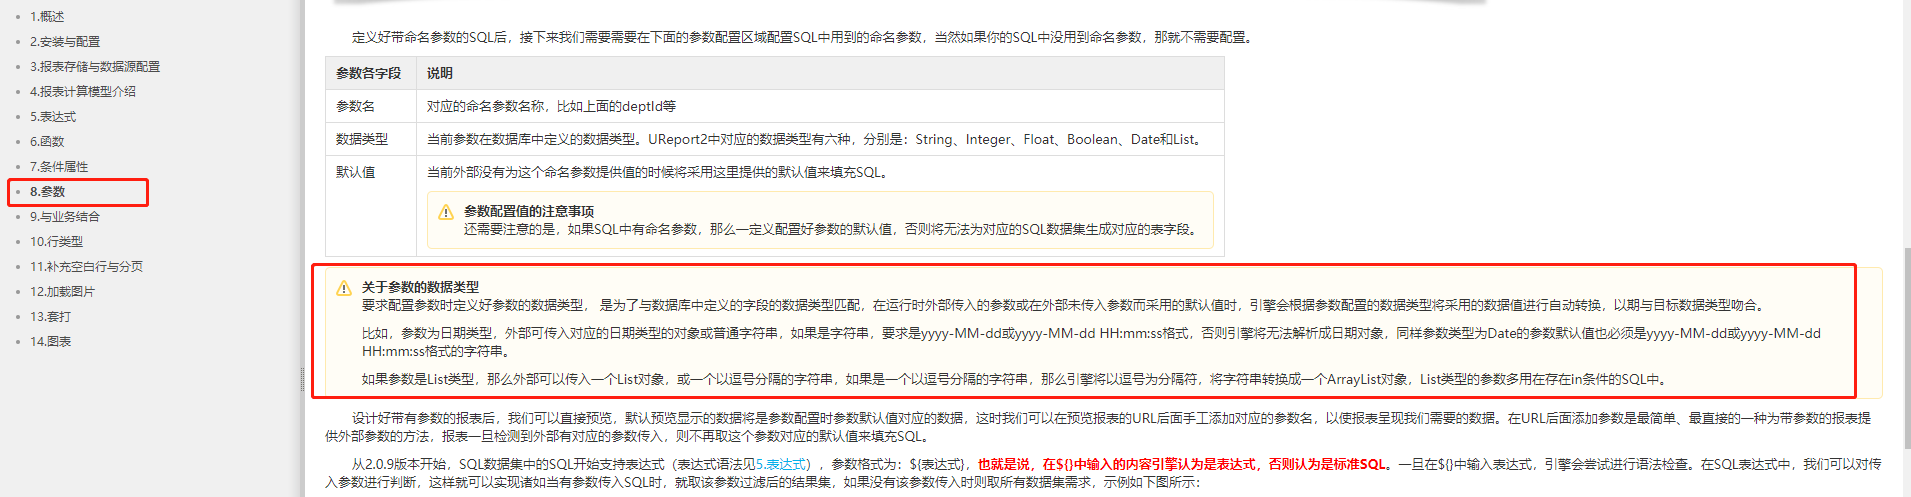 1.概述
2.安装与配置
3.报表存储与数据源配置
4.报表计算模型介绍
5.表达式
6.函数
7.条件属性
8.参数
9.与业务结合
10.行类型
11.补充空白行与分页
12.加载图片
13.套打
14.图表
定义好带命名参数的SQL后，接下来我们需要需要在下面的参数配置区域配置SQL中用到的命名参数，当然如果你的SQL中没用到命名参数，那就不需要配置。
参数各字段 说明
参数名 对应的命名参数名称，比如上面的deptId等
数据类型 当前参数在数据库中定义的数据类型。UReport2中对应的数据类型有六种，分别是：String、Integer、Float、Boolean、Date和List。
默认值 当前外部没有为这个命名参数提供值的时候将采用这里提供的默认值来填充SQL。
参数配置值的注意事项
还需要注意的是，如果SQL中有命名参数，那么一定义配置好参数的默认值，否则将无法为对应的SQL数据集生成对应的表字段。
关于参数的数据类型
要求配置参数时定义好参数的数据类型， 是为了与数据库中定义的字段的数据类型匹配，在运行时外部传入的参数或在外部未传入参数而采用的默认值时，引擎会根据参数配置的数据类型将采用的数据值进行自动转换，以期与目标数据类型吻合。
比如，参数为日期类型，外部可传入对应的日期类型的对象或普通字符串，如果是字符串，要求是yyyy-MM-dd或yyyy-MM-dd HH:mm:ss格式，否则引擎将无法解析成日期对象，同样参数类型为Date的参数默认值也必须是yyyy-MM-dd或yyyy-MM-dd
HH:mm:ss格式的字符串。
如果参数是List类型，那么外部可以传入一个List对象，或一个以逗号分隔的字符串，如果是一个以逗号分隔的字符串，那么引擎将以逗号为分隔符，将字符串转换成一个ArrayList对象，List类型的参数多用在存在in条件的SQL中。
设计好带有参数的报表后，我们可以直接预览，默认预览显示的数据将是参数配置时参数默认值对应的数据，这时我们可以在预览报表的URL后面手工添加对应的参数名，以使报表呈现我们需要的数据。在URL后面添加参数是最简单、最直接的一种为带参数的报表提
供外部参数的方法，报表一旦检测到外部有对应的参数传入，则不再取这个参数对应的默认值来填充SQL。
从2.0.9版本开始，SQL数据集中的SQL开始支持表达式（表达式语法见5.表达式），参数格式为：${表达式}，也就是说，在${}中输入的内容引擎认为是表达式，否则认为是标准SQL。一旦在${}中输入表达式，引擎会尝试进行语法检查。在SQL表达式中，我们可以对传
入参数进行判断，这样就可以实现诸如当有参数传入SQL时，就取该参数过滤后的结果集，如果没有该参数传入时则取所有数据集需求，示例如下图所示：